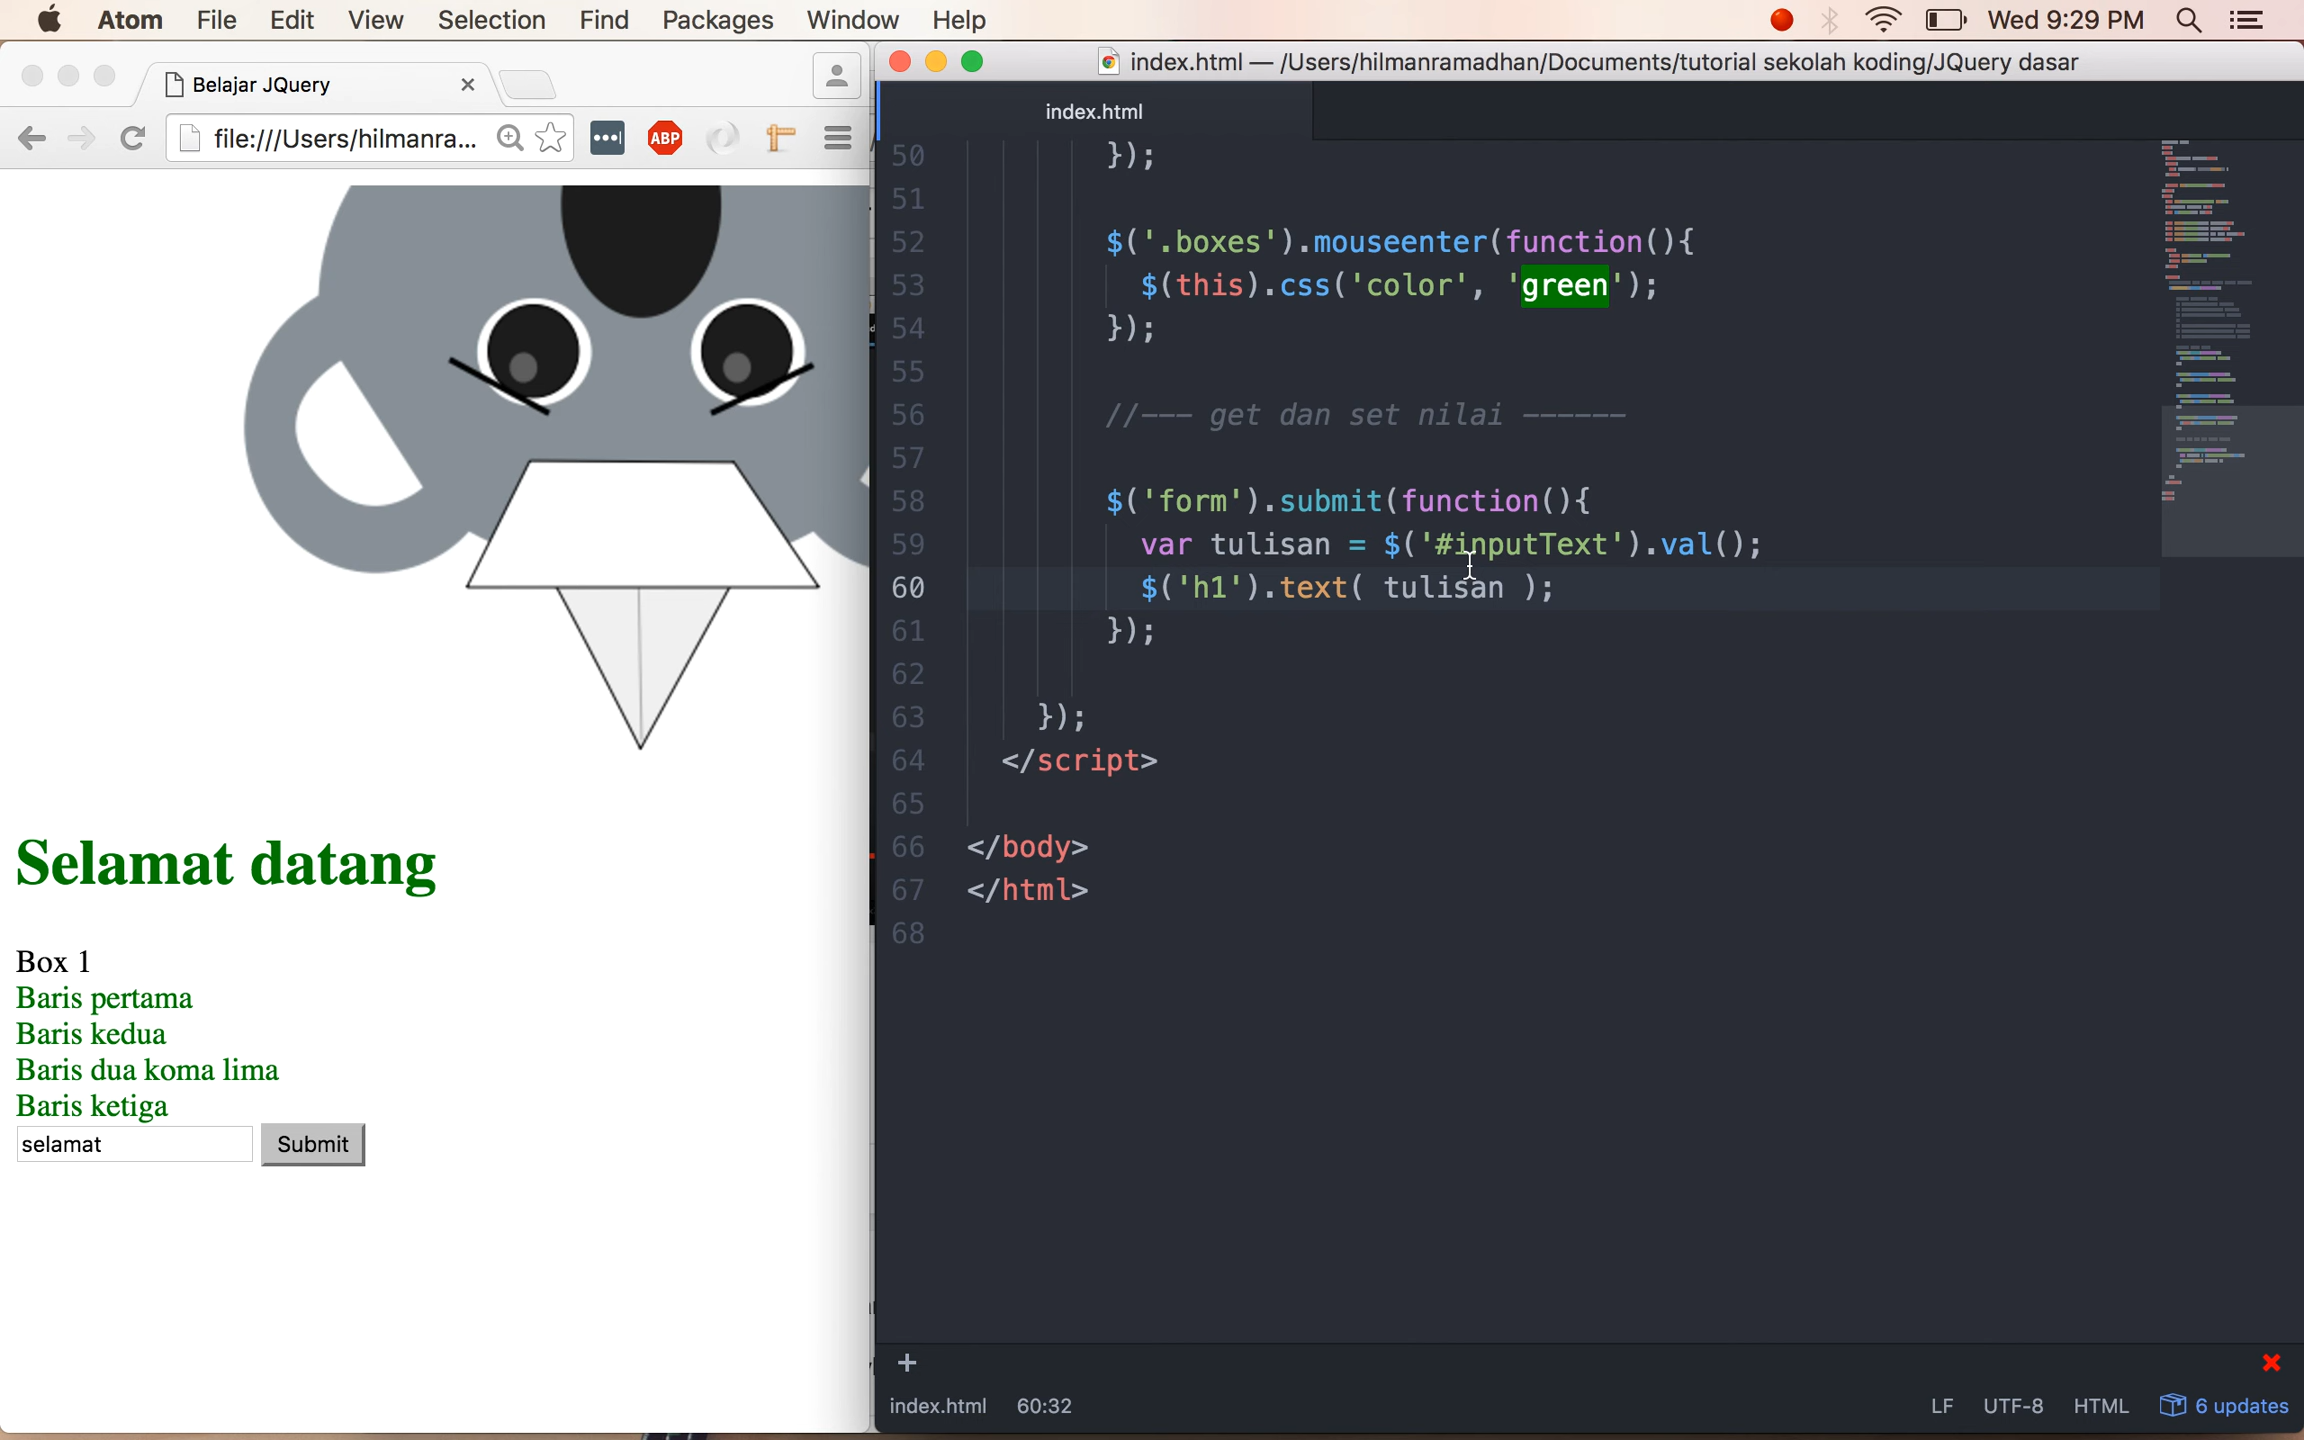 Atom File Edit View Selection Find Packages Window Help Wed 9:29 PM
Belajar JQuery
file:///Users/hilmanra...
ABP
Selamat datang
Box 1
Baris pertama
Baris kedua
Baris dua koma lima
Baris ketiga
selamat Submit
index.html — /Users/hilmanramadhan/Documents/tutorial sekolah koding/JQuery dasar
index.html
50 });
51
52 $('.boxes').mouseenter(function(){
53 $(this).css('color', 'green');
54 });
55
56 //--- get dan set nilai ------
57
58 $('form').submit(function(){
59 var tulisan = $('#inputText').val();
60 $('h1').text( tulisan );
61 });
62
63 });
64 </script>
65
66 </body>
67 </html>
68
+
index.html 60:32 LF UTF-8 HTML 6 updates